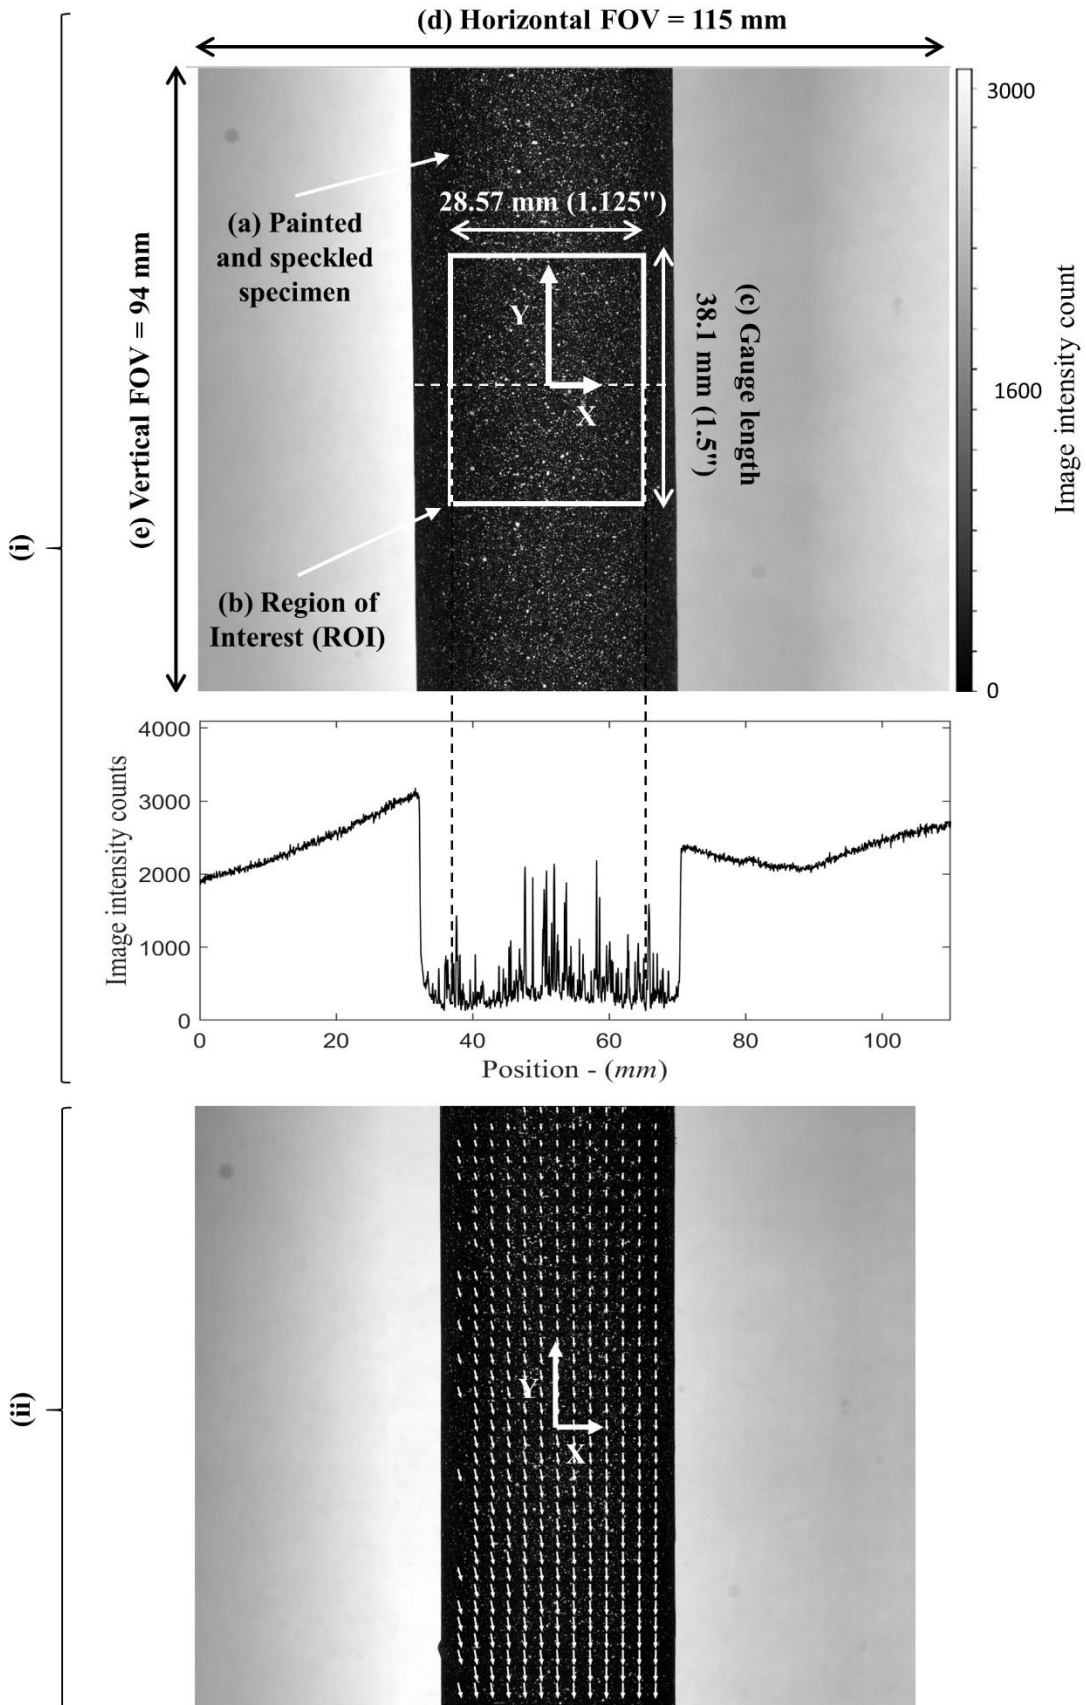 (d) Horizontal FOV = 115 mm
(i)
(e) Vertical FOV = 94 mm
(a) Painted
and speckled
specimen
28.57 mm (1.125")
Y
X
(c) Gauge length
38.1 mm (1.5")
(b) Region of
Interest (ROI)
3000
1600
0
Image intensity count
4000
3000
2000
1000
0
Image intensity counts
0
20
40
60
80
100
Position - (mm)
(ii)
Y
X